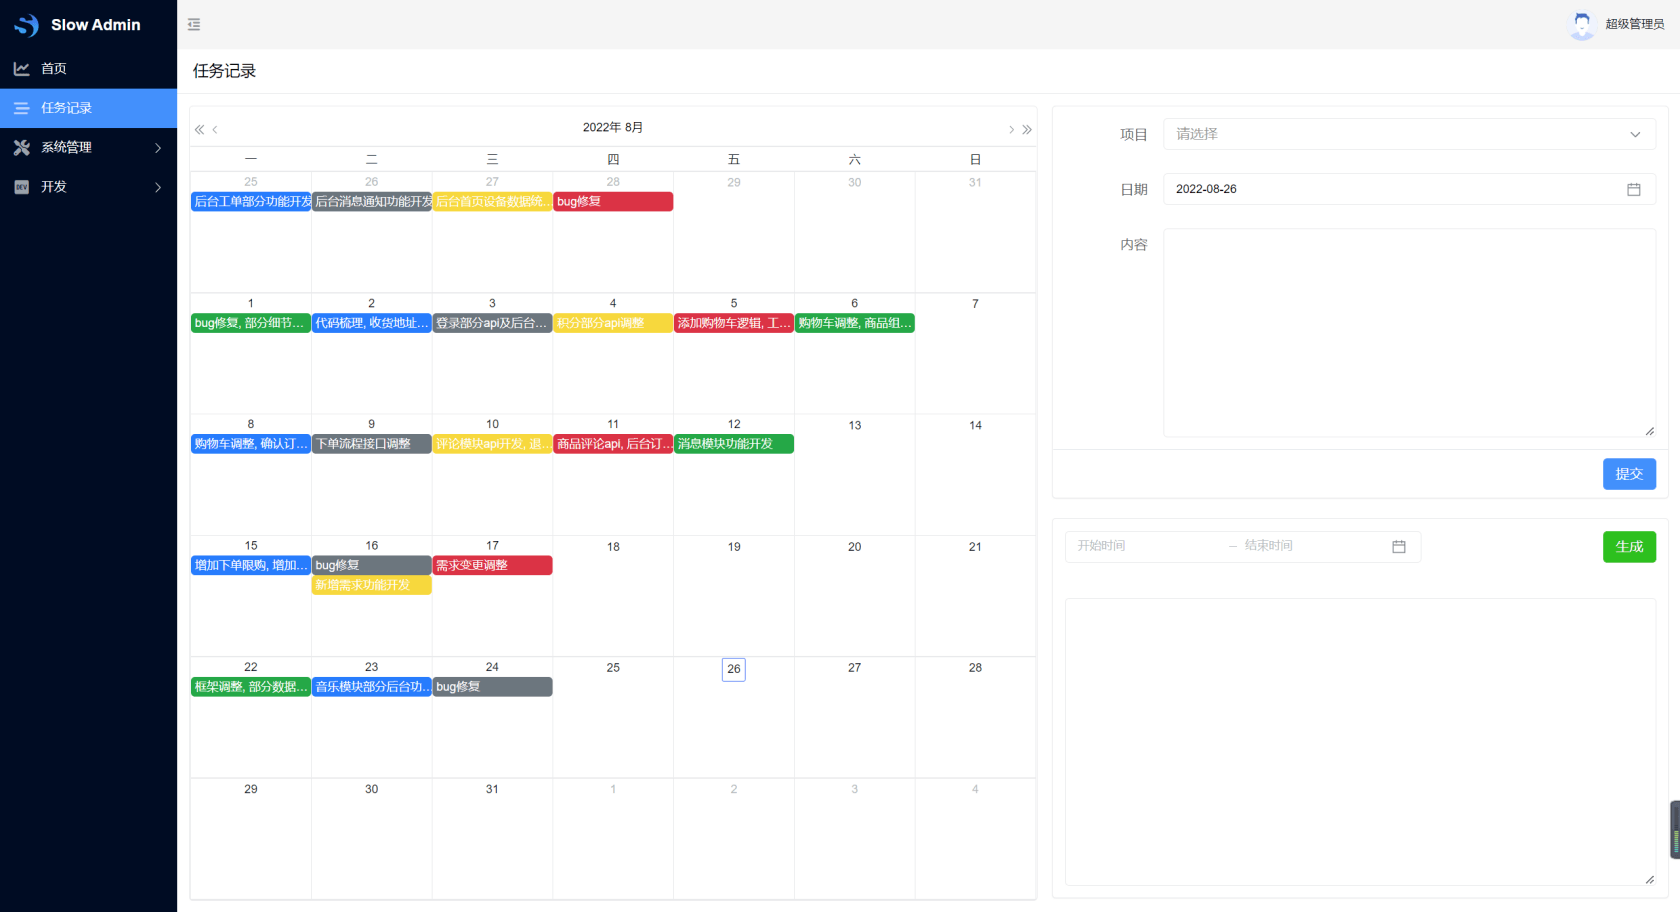 Slow Admin
超级管理员
首页
任务记录
系统管理
DEV 开发
任务记录
2022年 8月
一 二 三 四 五 六 日
25 26 27 28 29 30 31
后台工单部分功能开发 后台消息通知功能开发 后台首页设备数据统... bug修复
1 2 3 4 5 6 7
bug修复, 部分细节... 代码梳理, 收货地址... 登录部分api及后台... 积分部分api调整 添加购物车逻辑, 工... 购物车调整, 商品组...
8 9 10 11 12 13 14
购物车调整, 确认订... 下单流程接口调整 评论模块api开发, 退... 商品评论api, 后台订... 消息模块功能开发
15 16 17 18 19 20 21
增加下单限购, 增加... bug修复 需求变更调整
新增需求功能开发
22 23 24 25 26 27 28
框架调整, 部分数据... 音乐模块部分后台功... bug修复
29 30 31 1 2 3 4
项目 请选择
日期 2022-08-26
内容
提交
开始时间 – 结束时间
生成